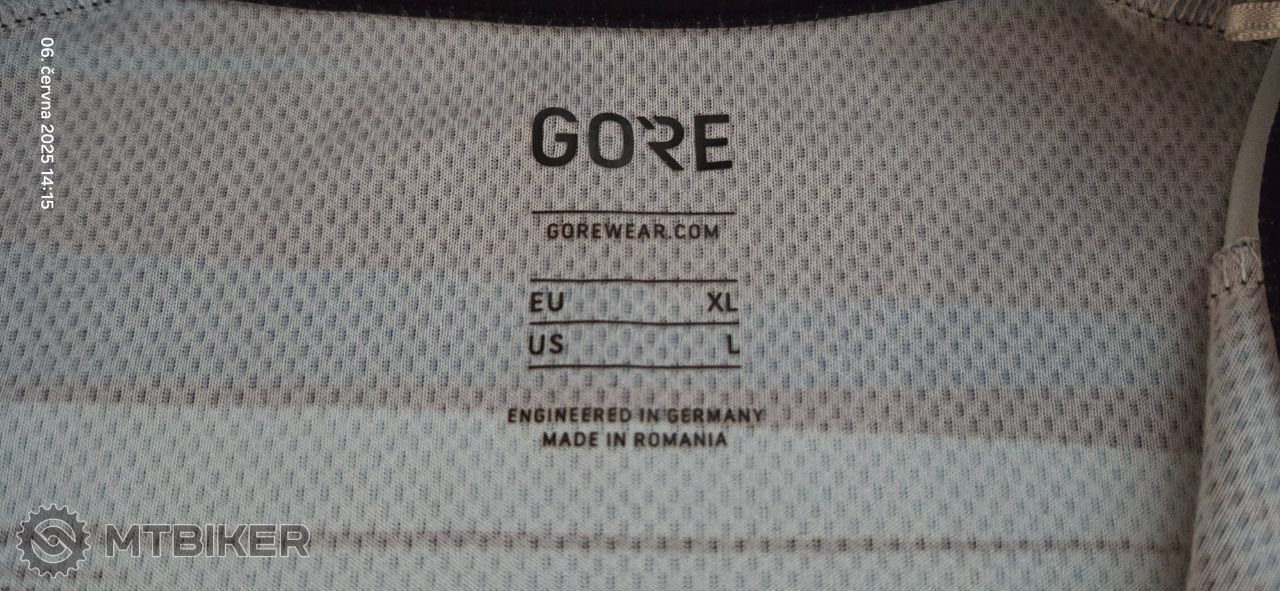 06. června 2025 14:15
GORE
GOREWEAR.COM
EU XL
US L
ENGINEERED IN GERMANY
MADE IN ROMANIA
MTBIKER